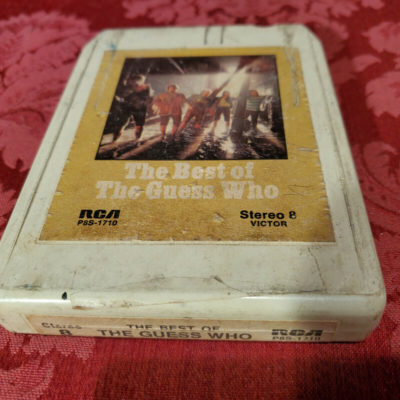 The Best of
The Guess Who
RCA
P8S-1710
Stereo 8
VICTOR
THE BEST OF
8 THE GUESS WHO
RCA
P8S-1710